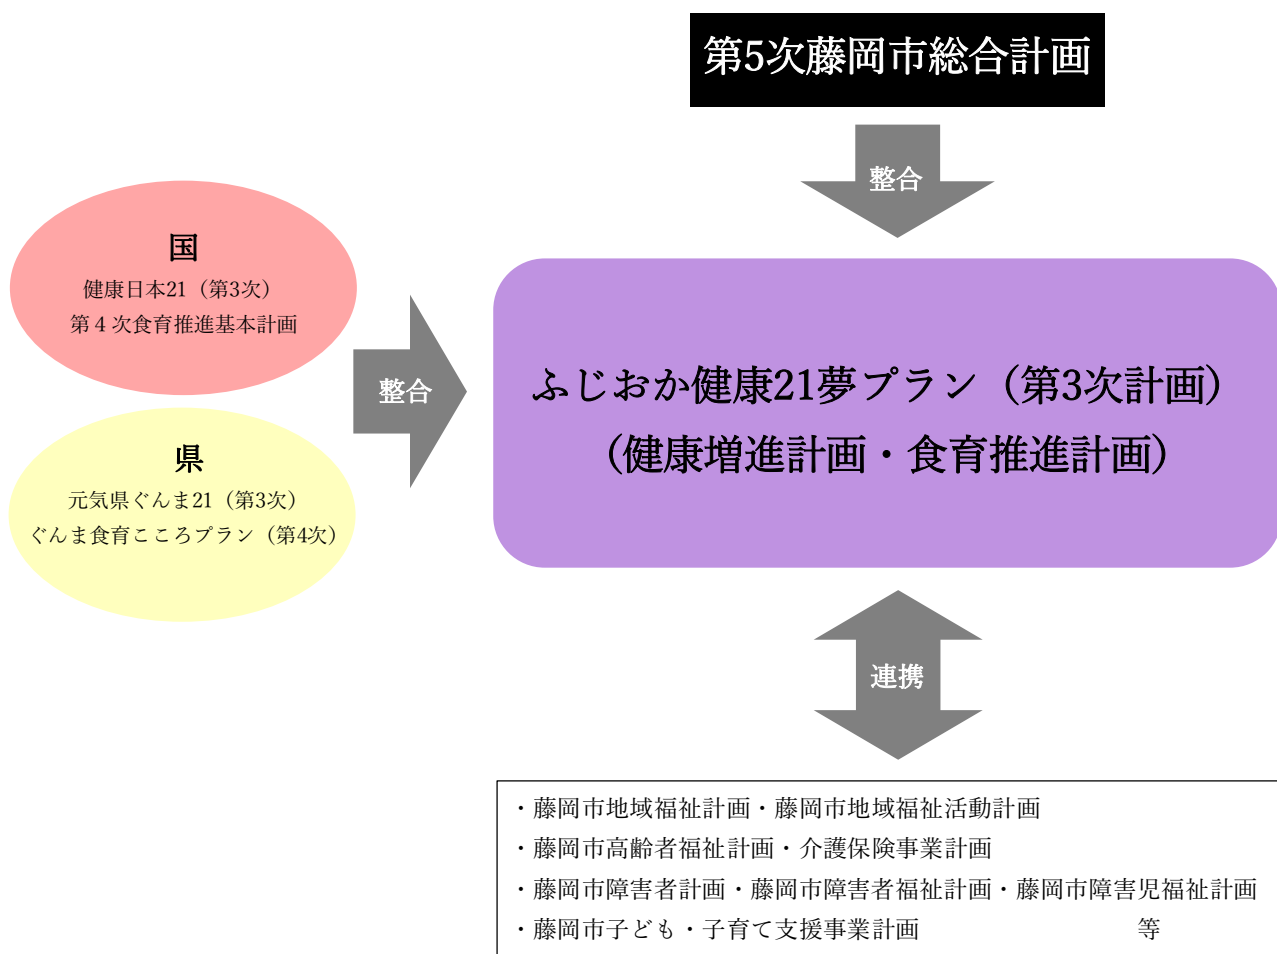 第5次藤岡市総合計画
整合
国
健康日本21（第3次）
第４次食育推進基本計画
県
元気県ぐんま21（第3次）
ぐんま食育こころプラン（第4次）
整合
ふじおか健康21夢プラン（第3次計画）
（健康増進計画・食育推進計画）
連携
・藤岡市地域福祉計画・藤岡市地域福祉活動計画
・藤岡市高齢者福祉計画・介護保険事業計画
・藤岡市障害者計画・藤岡市障害者福祉計画・藤岡市障害児福祉計画
・藤岡市子ども・子育て支援事業計画　　　　　　　　　等